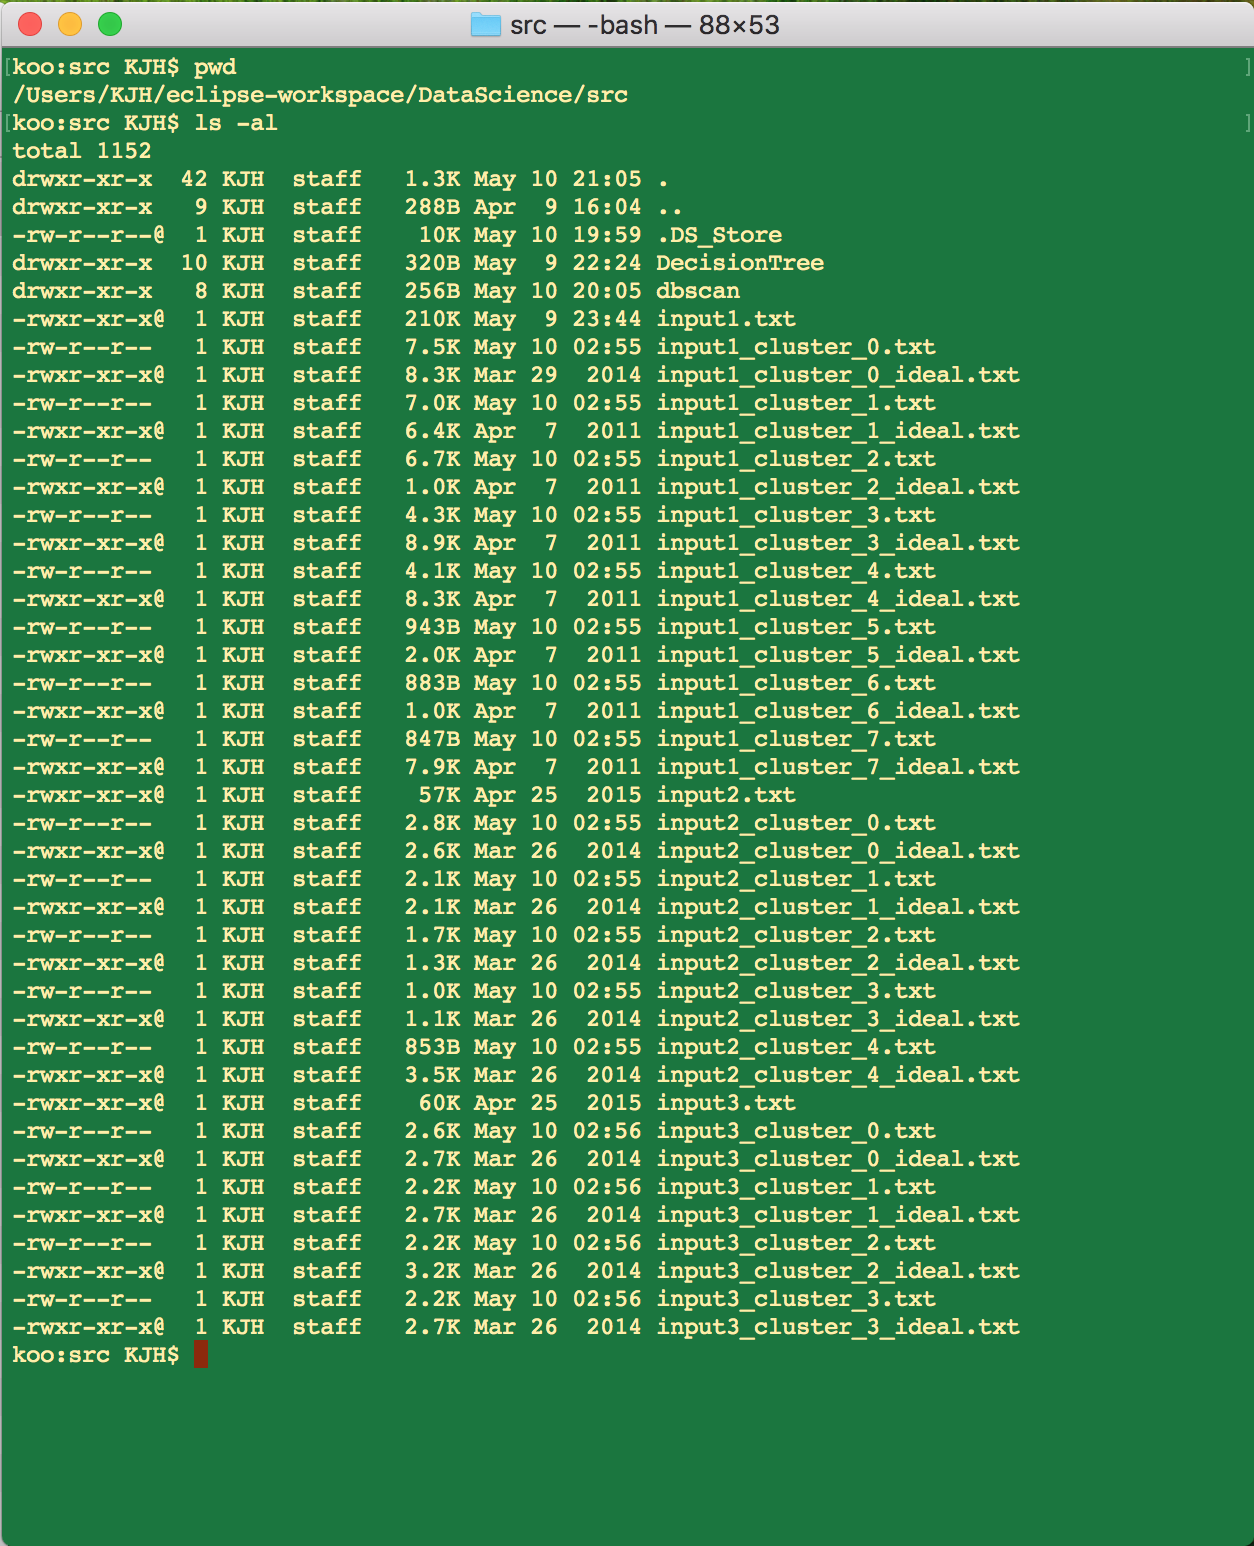 src — -bash — 88×53
[koo:src KJH$ pwd ]
/Users/KJH/eclipse-workspace/DataScience/src
[koo:src KJH$ ls -al ]
total 1152
drwxr-xr-x  42 KJH  staff   1.3K May 10 21:05 .
drwxr-xr-x   9 KJH  staff   288B Apr  9 16:04 ..
-rw-r--r--@  1 KJH  staff    10K May 10 19:59 .DS_Store
drwxr-xr-x  10 KJH  staff   320B May  9 22:24 DecisionTree
drwxr-xr-x   8 KJH  staff   256B May 10 20:05 dbscan
-rwxr-xr-x@  1 KJH  staff   210K May  9 23:44 input1.txt
-rw-r--r--   1 KJH  staff   7.5K May 10 02:55 input1_cluster_0.txt
-rwxr-xr-x@  1 KJH  staff   8.3K Mar 29  2014 input1_cluster_0_ideal.txt
-rw-r--r--   1 KJH  staff   7.0K May 10 02:55 input1_cluster_1.txt
-rwxr-xr-x@  1 KJH  staff   6.4K Apr  7  2011 input1_cluster_1_ideal.txt
-rw-r--r--   1 KJH  staff   6.7K May 10 02:55 input1_cluster_2.txt
-rwxr-xr-x@  1 KJH  staff   1.0K Apr  7  2011 input1_cluster_2_ideal.txt
-rw-r--r--   1 KJH  staff   4.3K May 10 02:55 input1_cluster_3.txt
-rwxr-xr-x@  1 KJH  staff   8.9K Apr  7  2011 input1_cluster_3_ideal.txt
-rw-r--r--   1 KJH  staff   4.1K May 10 02:55 input1_cluster_4.txt
-rwxr-xr-x@  1 KJH  staff   8.3K Apr  7  2011 input1_cluster_4_ideal.txt
-rw-r--r--   1 KJH  staff   943B May 10 02:55 input1_cluster_5.txt
-rwxr-xr-x@  1 KJH  staff   2.0K Apr  7  2011 input1_cluster_5_ideal.txt
-rw-r--r--   1 KJH  staff   883B May 10 02:55 input1_cluster_6.txt
-rwxr-xr-x@  1 KJH  staff   1.0K Apr  7  2011 input1_cluster_6_ideal.txt
-rw-r--r--   1 KJH  staff   847B May 10 02:55 input1_cluster_7.txt
-rwxr-xr-x@  1 KJH  staff   7.9K Apr  7  2011 input1_cluster_7_ideal.txt
-rwxr-xr-x@  1 KJH  staff    57K Apr 25  2015 input2.txt
-rw-r--r--   1 KJH  staff   2.8K May 10 02:55 input2_cluster_0.txt
-rwxr-xr-x@  1 KJH  staff   2.6K Mar 26  2014 input2_cluster_0_ideal.txt
-rw-r--r--   1 KJH  staff   2.1K May 10 02:55 input2_cluster_1.txt
-rwxr-xr-x@  1 KJH  staff   2.1K Mar 26  2014 input2_cluster_1_ideal.txt
-rw-r--r--   1 KJH  staff   1.7K May 10 02:55 input2_cluster_2.txt
-rwxr-xr-x@  1 KJH  staff   1.3K Mar 26  2014 input2_cluster_2_ideal.txt
-rw-r--r--   1 KJH  staff   1.0K May 10 02:55 input2_cluster_3.txt
-rwxr-xr-x@  1 KJH  staff   1.1K Mar 26  2014 input2_cluster_3_ideal.txt
-rw-r--r--   1 KJH  staff   853B May 10 02:55 input2_cluster_4.txt
-rwxr-xr-x@  1 KJH  staff   3.5K Mar 26  2014 input2_cluster_4_ideal.txt
-rwxr-xr-x@  1 KJH  staff    60K Apr 25  2015 input3.txt
-rw-r--r--   1 KJH  staff   2.6K May 10 02:56 input3_cluster_0.txt
-rwxr-xr-x@  1 KJH  staff   2.7K Mar 26  2014 input3_cluster_0_ideal.txt
-rw-r--r--   1 KJH  staff   2.2K May 10 02:56 input3_cluster_1.txt
-rwxr-xr-x@  1 KJH  staff   2.7K Mar 26  2014 input3_cluster_1_ideal.txt
-rw-r--r--   1 KJH  staff   2.2K May 10 02:56 input3_cluster_2.txt
-rwxr-xr-x@  1 KJH  staff   3.2K Mar 26  2014 input3_cluster_2_ideal.txt
-rw-r--r--   1 KJH  staff   2.2K May 10 02:56 input3_cluster_3.txt
-rwxr-xr-x@  1 KJH  staff   2.7K Mar 26  2014 input3_cluster_3_ideal.txt
koo:src KJH$